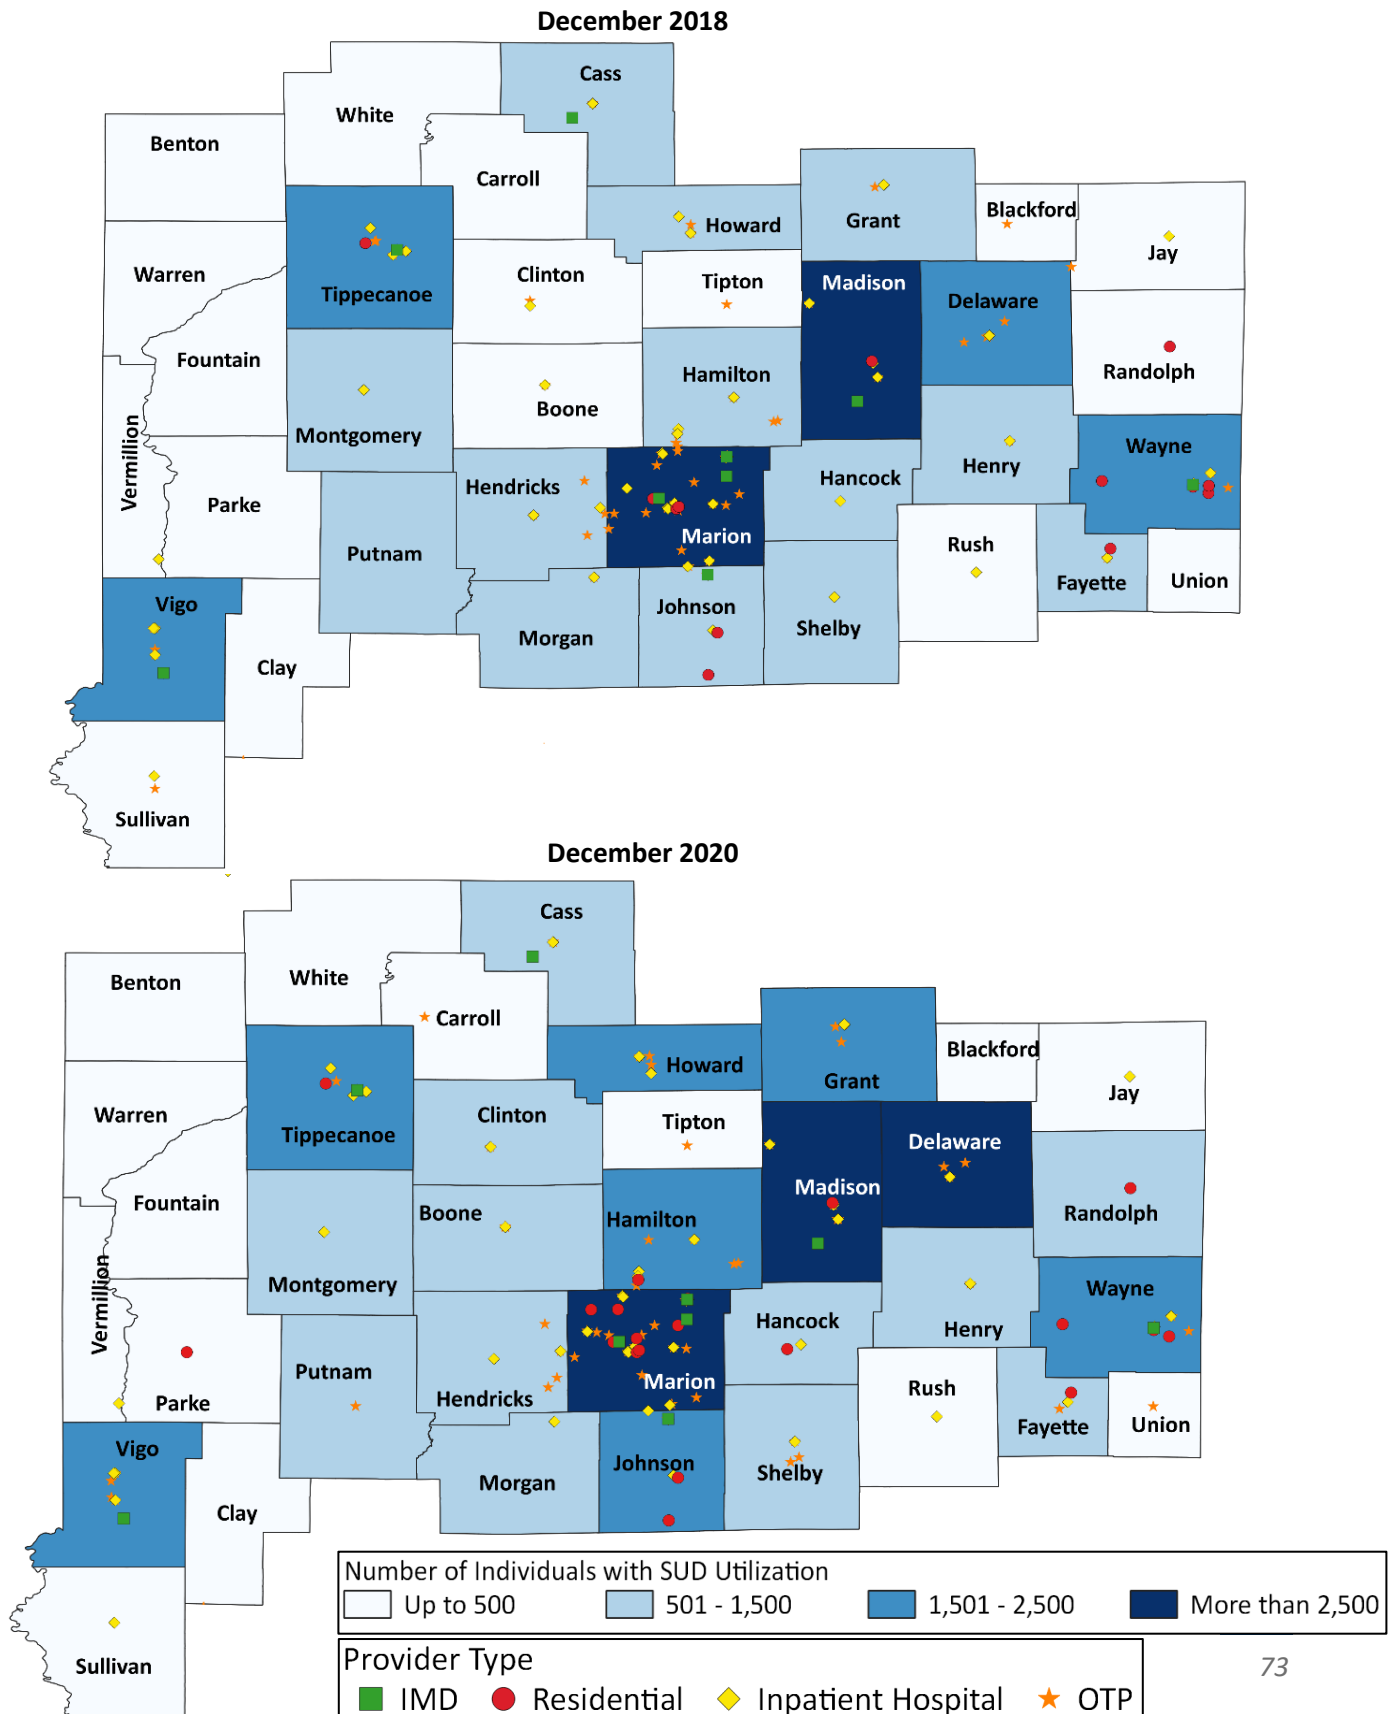 December 2018
Cass
White
Benton
Carroll
Grant
Blackford
Howard
Jay
Warren
Clinton
Tipton
Madison
Tippecanoe
Delaware
Fountain
Hamilton
Randolph
Boone
Montgomery
Wayne
Vermillion
Henry
Hendricks
Hancock
Parke
Marion
Rush
Putnam
Fayette
Union
Vigo
Johnson
Shelby
Morgan
Clay
Sullivan
December 2020
Cass
White
Benton
Carroll
Blackford
Howard
Grant
Jay
Warren
Clinton
Tipton
Tippecanoe
Delaware
Madison
Fountain
Boone
Hamilton
Randolph
Montgomery
Wayne
Vermillion
Hancock
Henry
Putnam
Marion
Rush
Parke
Hendricks
Fayette
Union
Vigo
Johnson
Shelby
Morgan
Clay
Number of Individuals with SUD Utilization
Up to 500 501 - 1,500 1,501 - 2,500 More than 2,500
Sullivan
Provider Type
73
IMD Residential Inpatient Hospital OTP